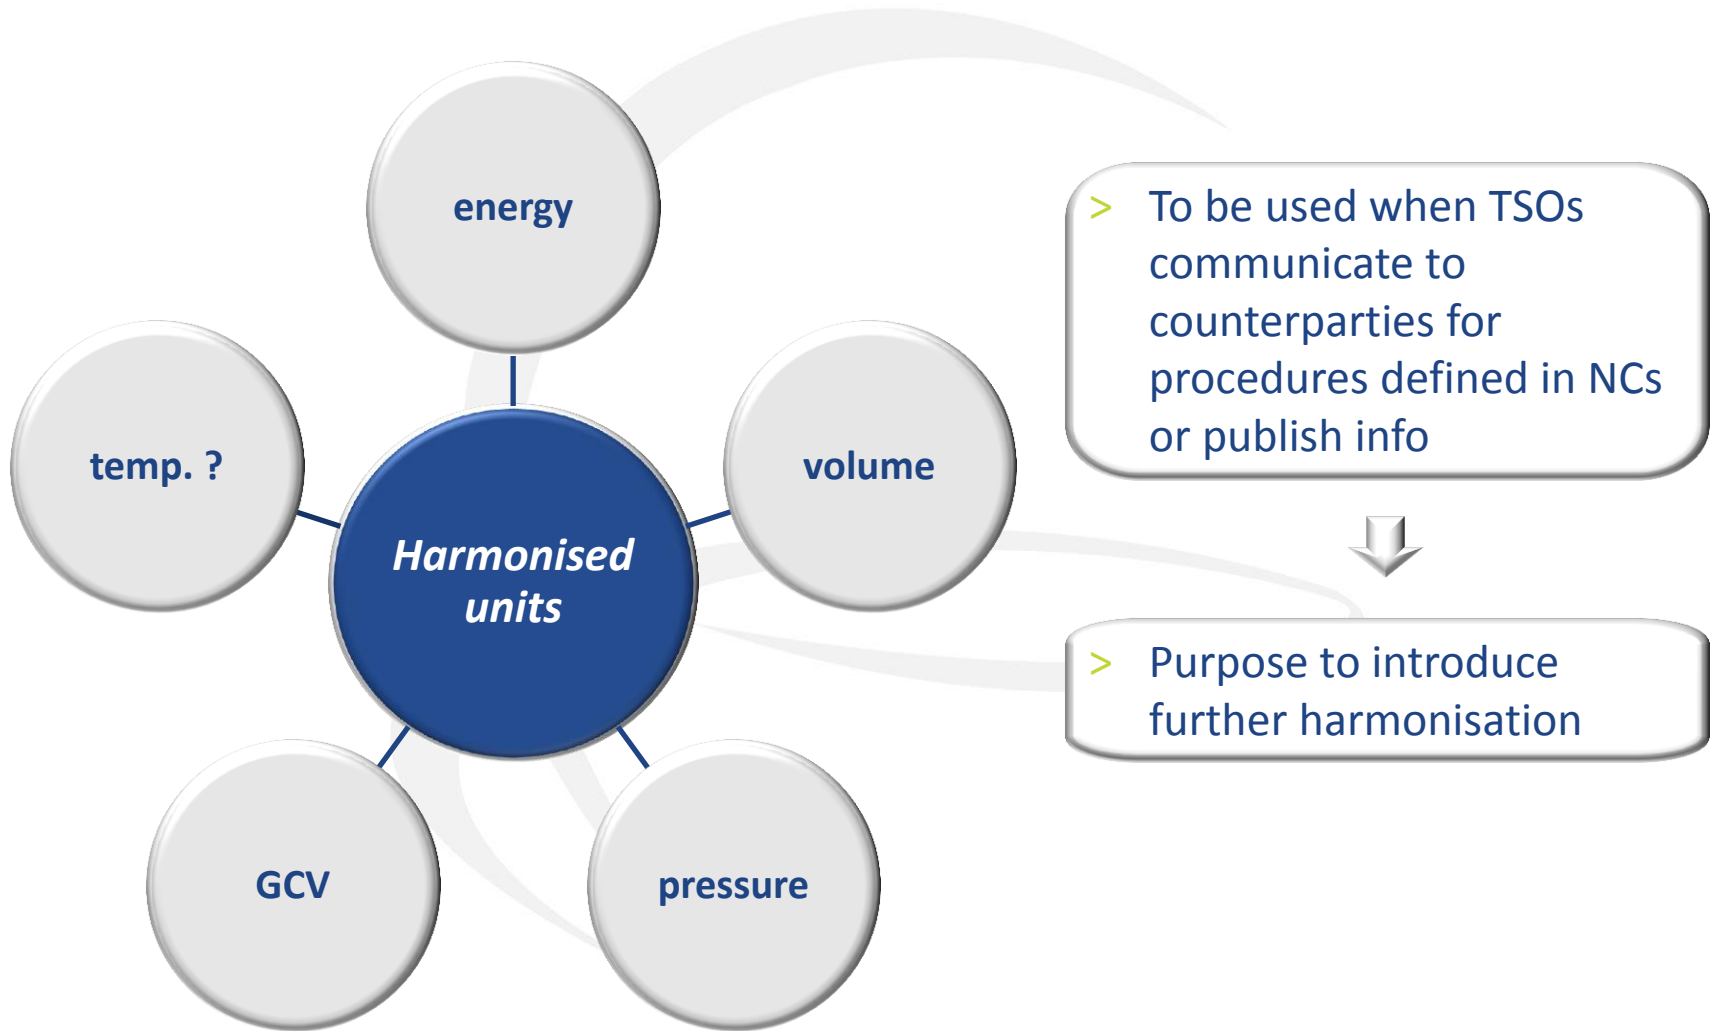 energy
temp. ?
volume
Harmonised
units
GCV
pressure
> To be used when TSOs
communicate to
counterparties for
procedures defined in NCs
or publish info
> Purpose to introduce
further harmonisation